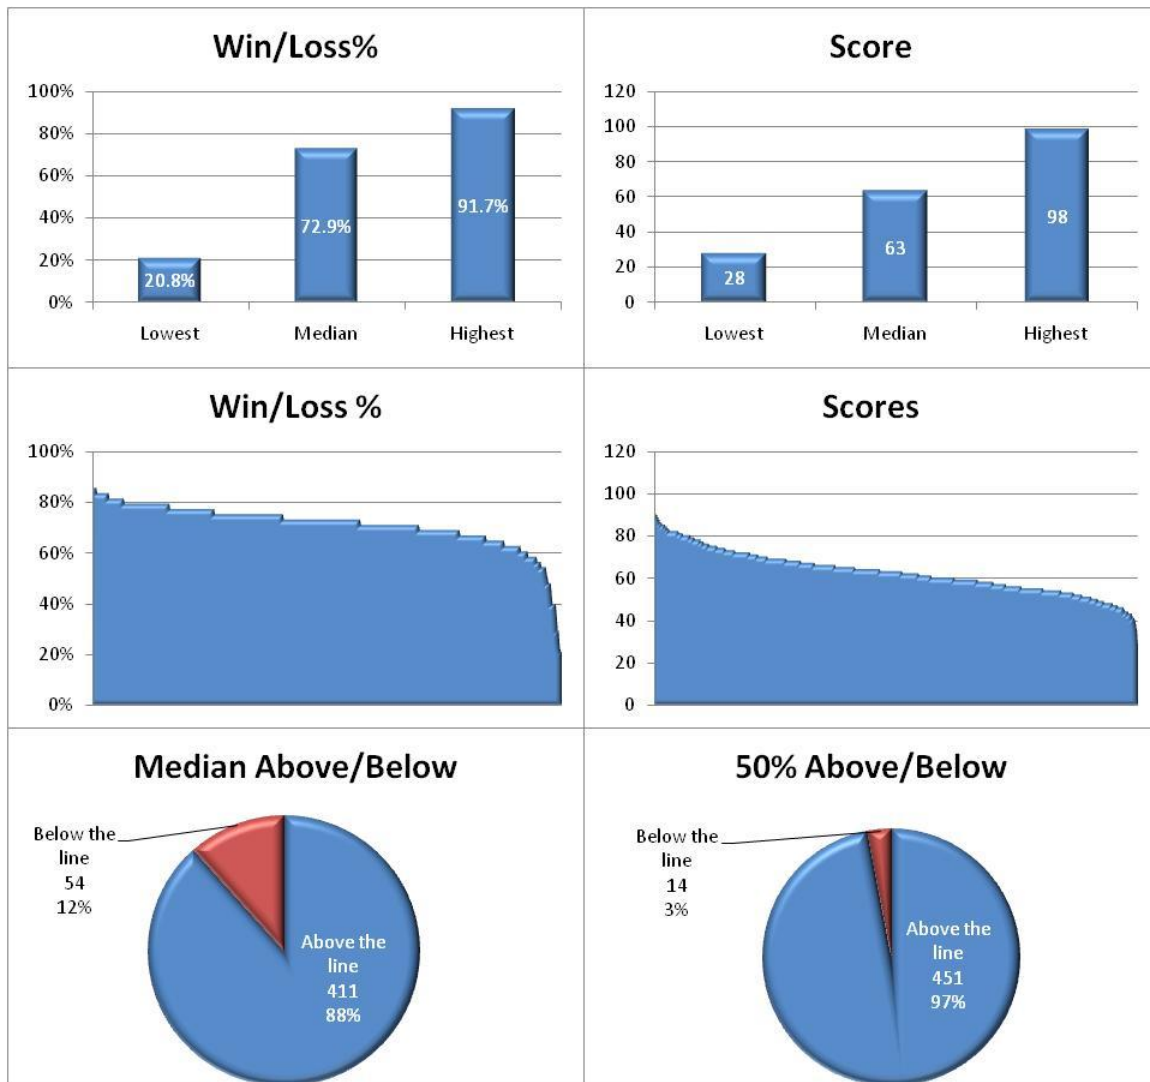 Win/Loss%
100%
80%
60%
40%
20%
0%
20.8%
72.9%
91.7%
Lowest
Median
Highest
Score
120
100
80
60
40
20
0
28
63
98
Lowest
Median
Highest
Win/Loss %
100%
80%
60%
40%
20%
0%
Scores
120
100
80
60
40
20
0
Median Above/Below
Below the
line
54
12%
Above the
line
411
88%
50% Above/Below
Below the
line
14
3%
Above the
line
451
97%